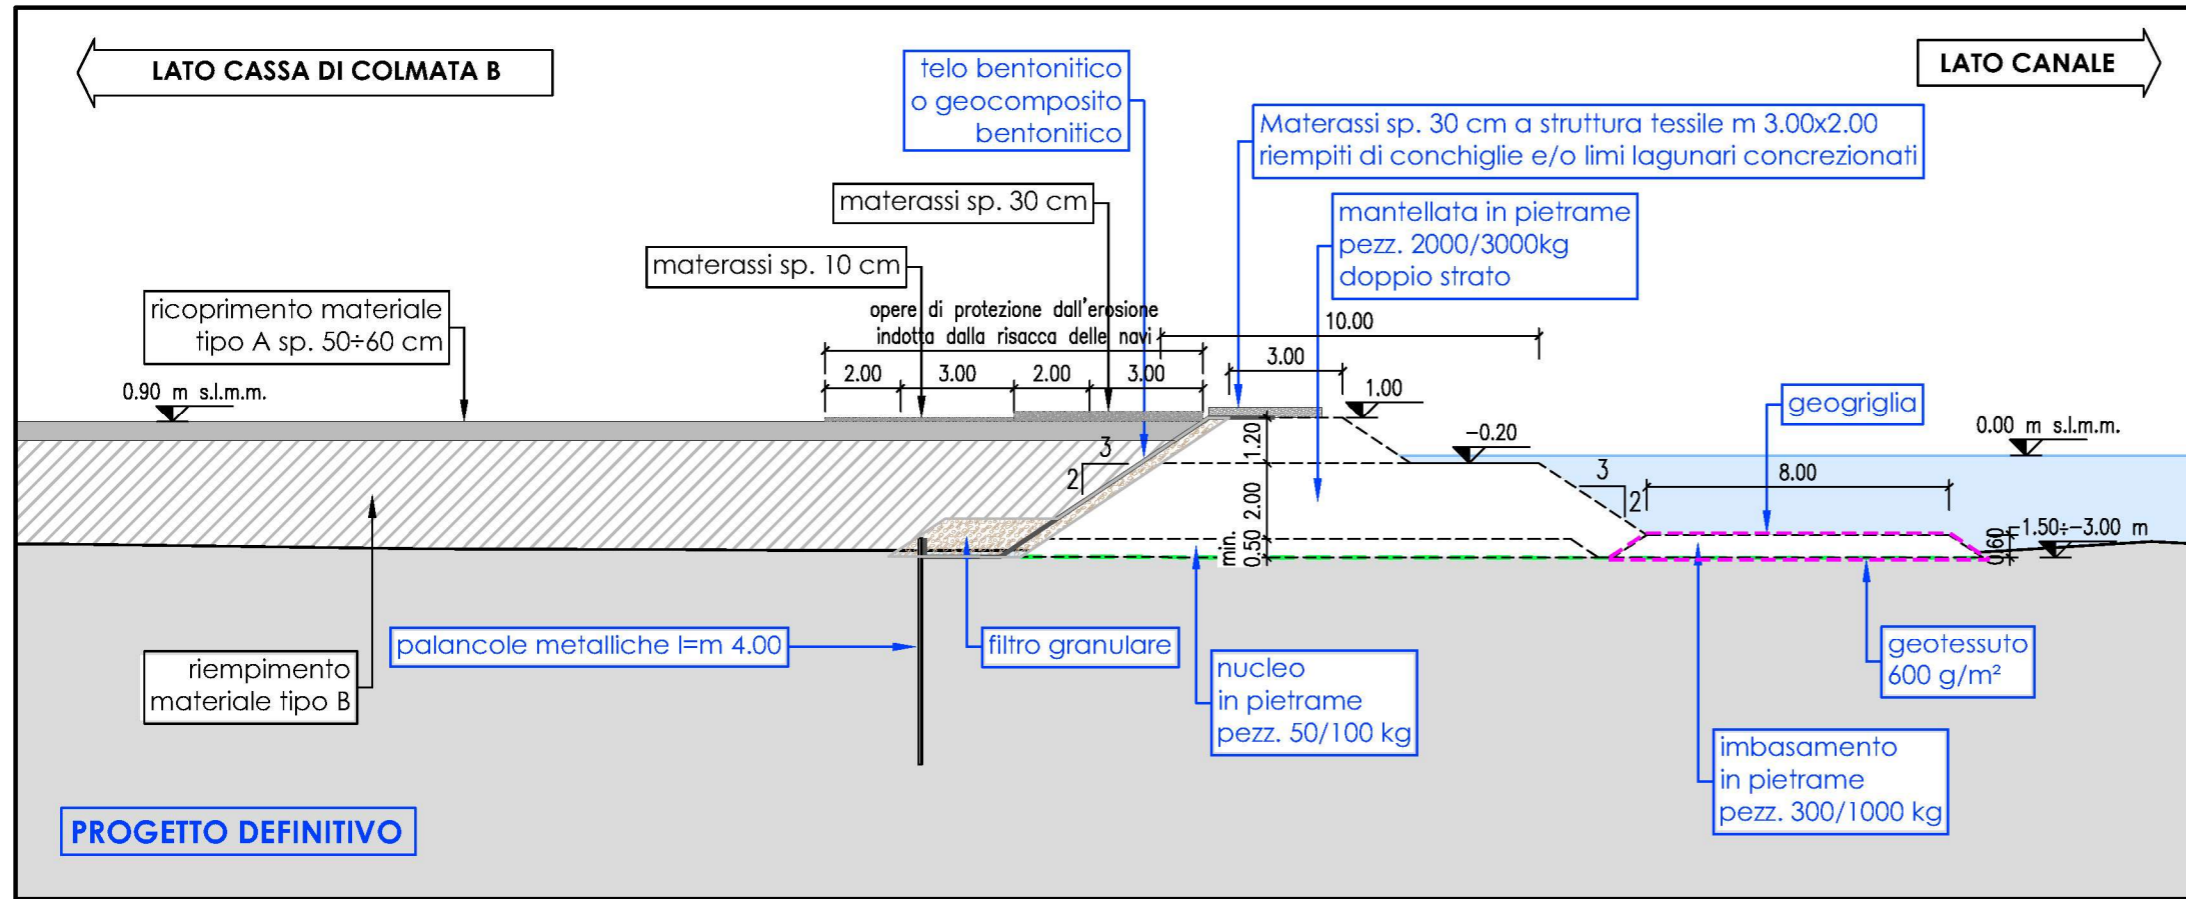 LATO CASSA DI COLMATA B
LATO CANALE
telo bentonitico
o geocomposito
bentonitico
Materassi sp. 30 cm a struttura tessile m 3.00x2.00
riempiti di conchiglie e/o limi lagunari concrezionati
materassi sp. 30 cm
mantellata in pietrame
pezz. 2000/3000kg
doppio strato
materassi sp. 10 cm
ricoprimento materiale
tipo A sp. 50÷60 cm
opere di protezione dall'erosione
indotta dalla risacca delle navi
10.00
3.00
2.00
3.00
2.00
3.00
0.90 m s.l.m.m.
1.00
geogriglia
-0.20
0.00 m s.l.m.m.
3
2
1.20
2.00
min.
0.50
3
2
8.00
0.60
-1.50÷-3.00 m
palancole metalliche l=m 4.00
filtro granulare
riempimento
materiale tipo B
nucleo
in pietrame
pezz. 50/100 kg
geotessuto
600 g/m²
imbasamento
in pietrame
pezz. 300/1000 kg
PROGETTO DEFINITIVO